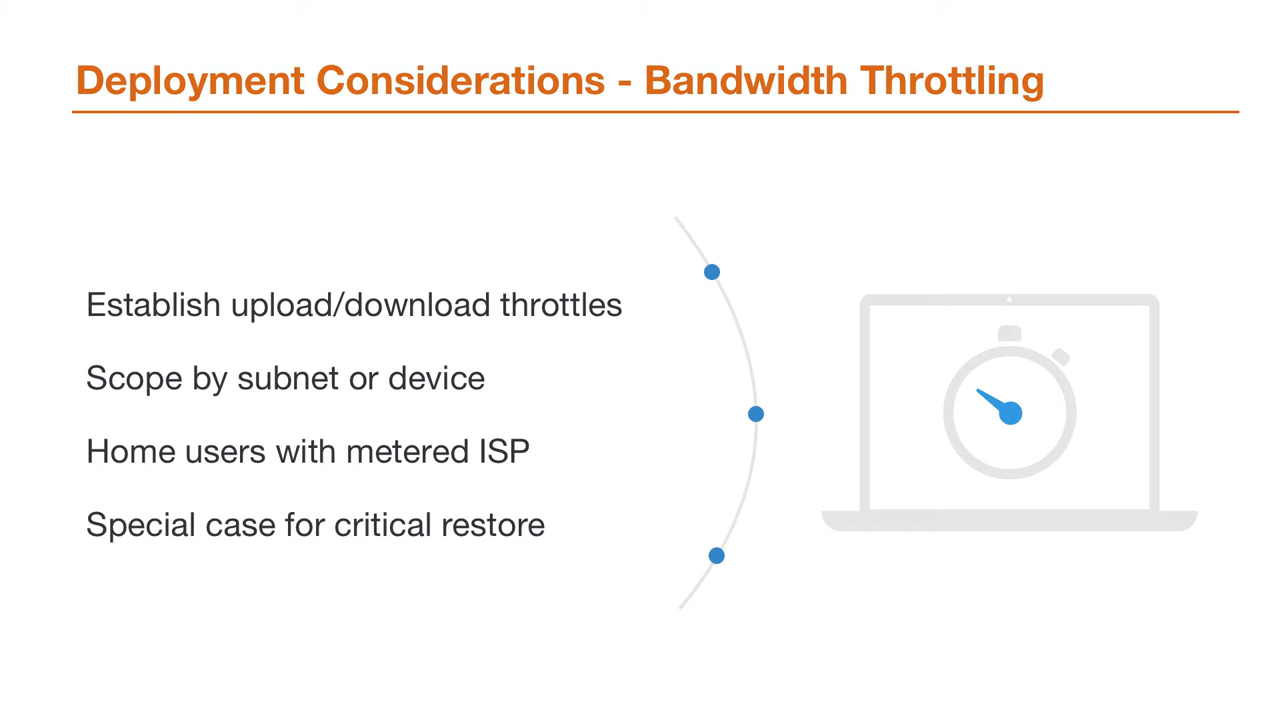 Deployment Considerations - Bandwidth Throttling
Establish upload/download throttles
Scope by subnet or device
Home users with metered ISP
Special case for critical restore